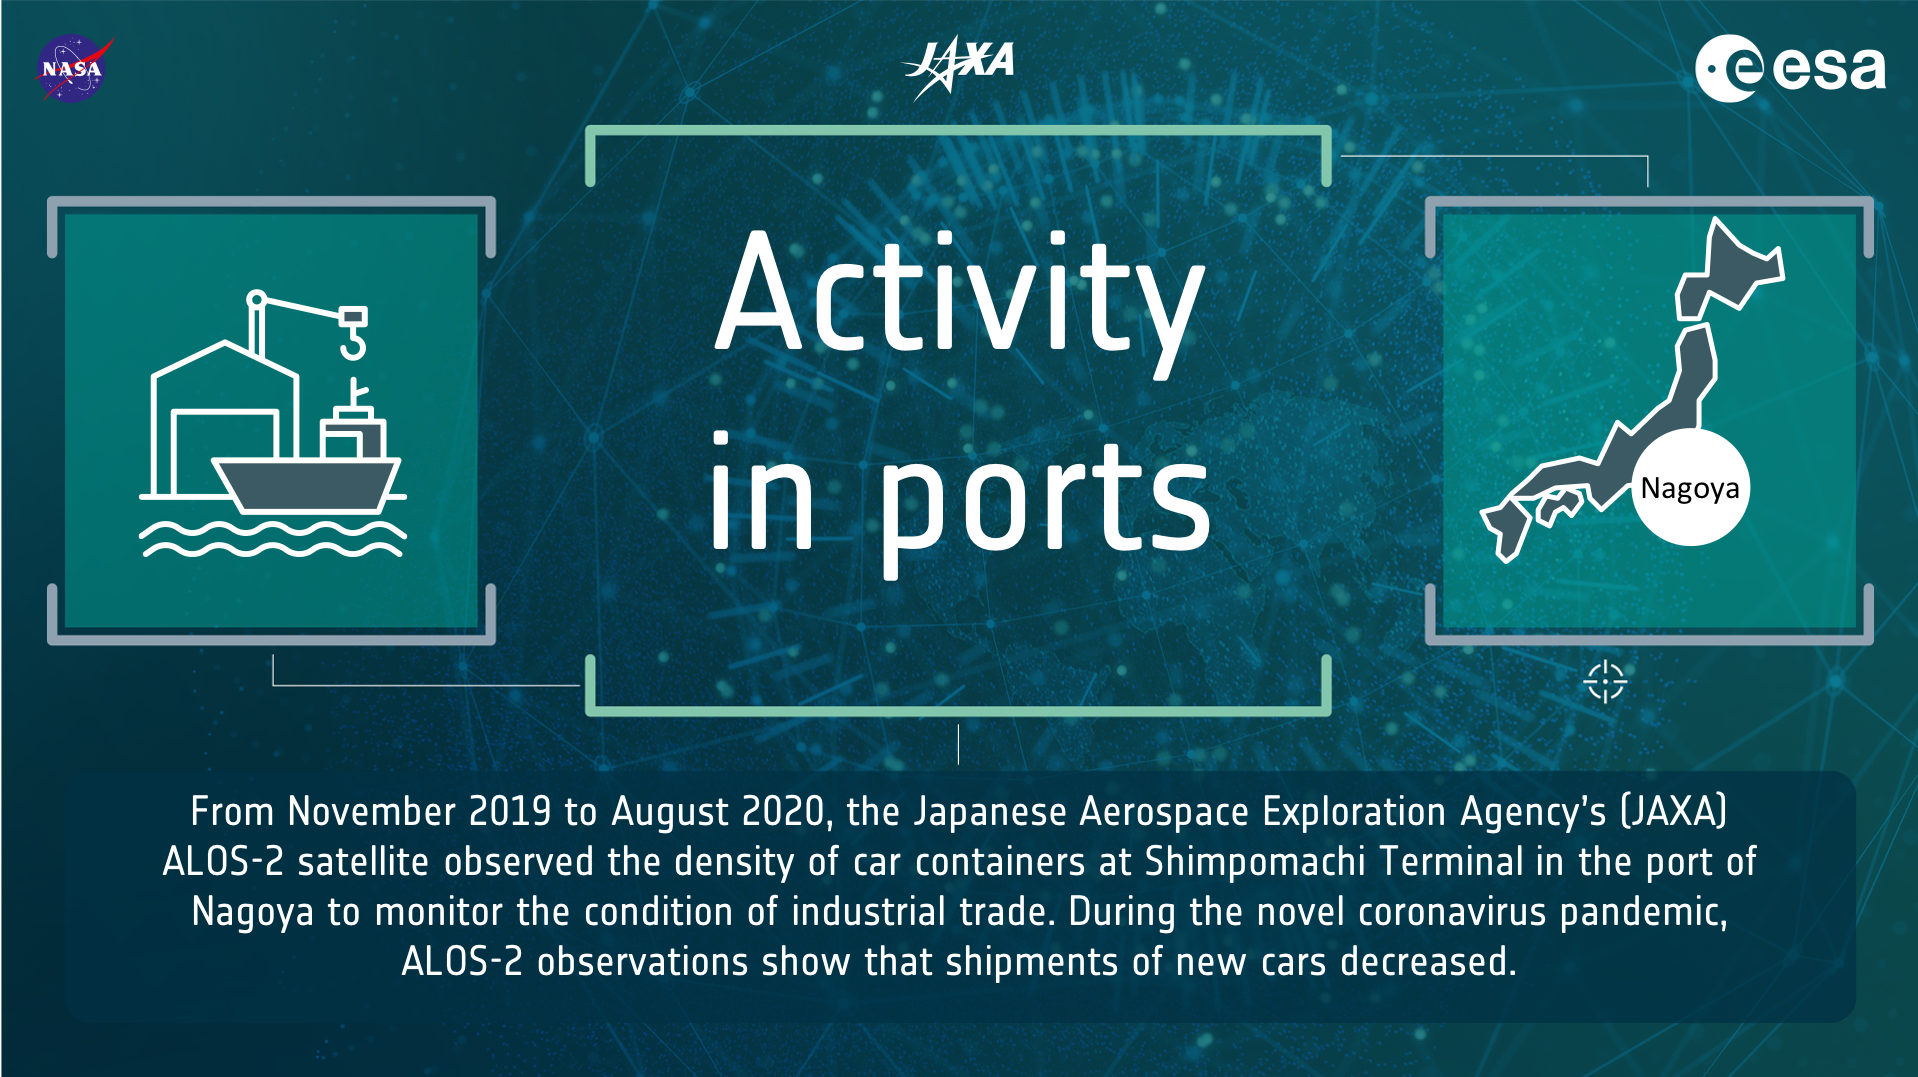 NASA
JAXA
esa
Activity
in ports
Nagoya
From November 2019 to August 2020, the Japanese Aerospace Exploration Agency’s (JAXA)
ALOS-2 satellite observed the density of car containers at Shimpomachi Terminal in the port of
Nagoya to monitor the condition of industrial trade. During the novel coronavirus pandemic,
ALOS-2 observations show that shipments of new cars decreased.